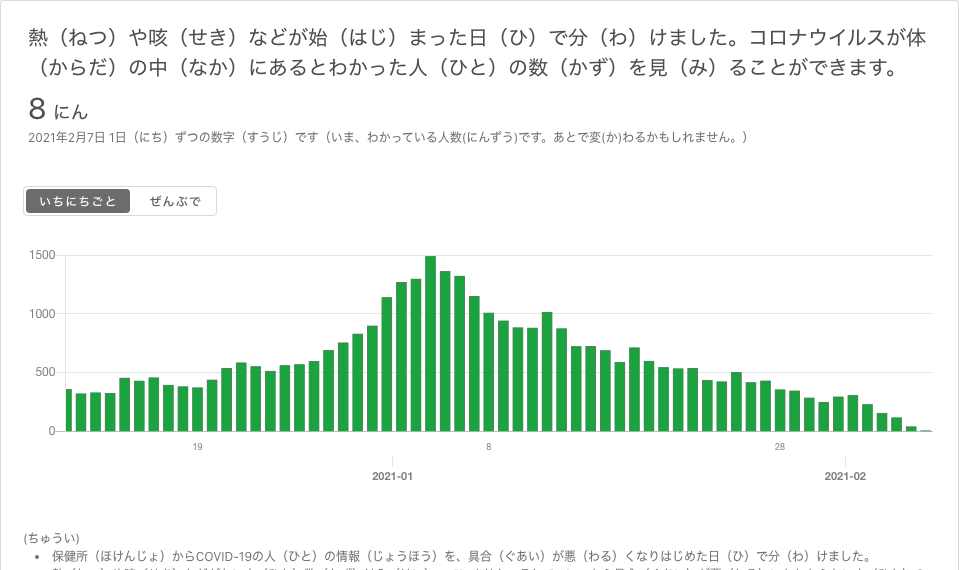 熱（ねつ）や咳（せき）などが始（はじ）まった日（ひ）で分（わ）けました。コロナウイルスが体
（からだ）の中（なか）にあるとわかった人（ひと）の数（かず）を見（み）ることができます。
8 にん
2021年2月7日 1日（にち）ずつの数字（すうじ）です（いま、わかっている人数(にんずう)です。あとで変(か)わるかもしれません。）
いちにちごと ぜんぶで
1500
1000
500
0
19 8 28
2021-01 2021-02
(ちゅうい)
• 保健所（ほけんじょ）からCOVID-19の人（ひと）の情報（じょうほう）を、具合（ぐあい）が悪（わる）くなりはじめた日（ひ）で分（わ）けました。